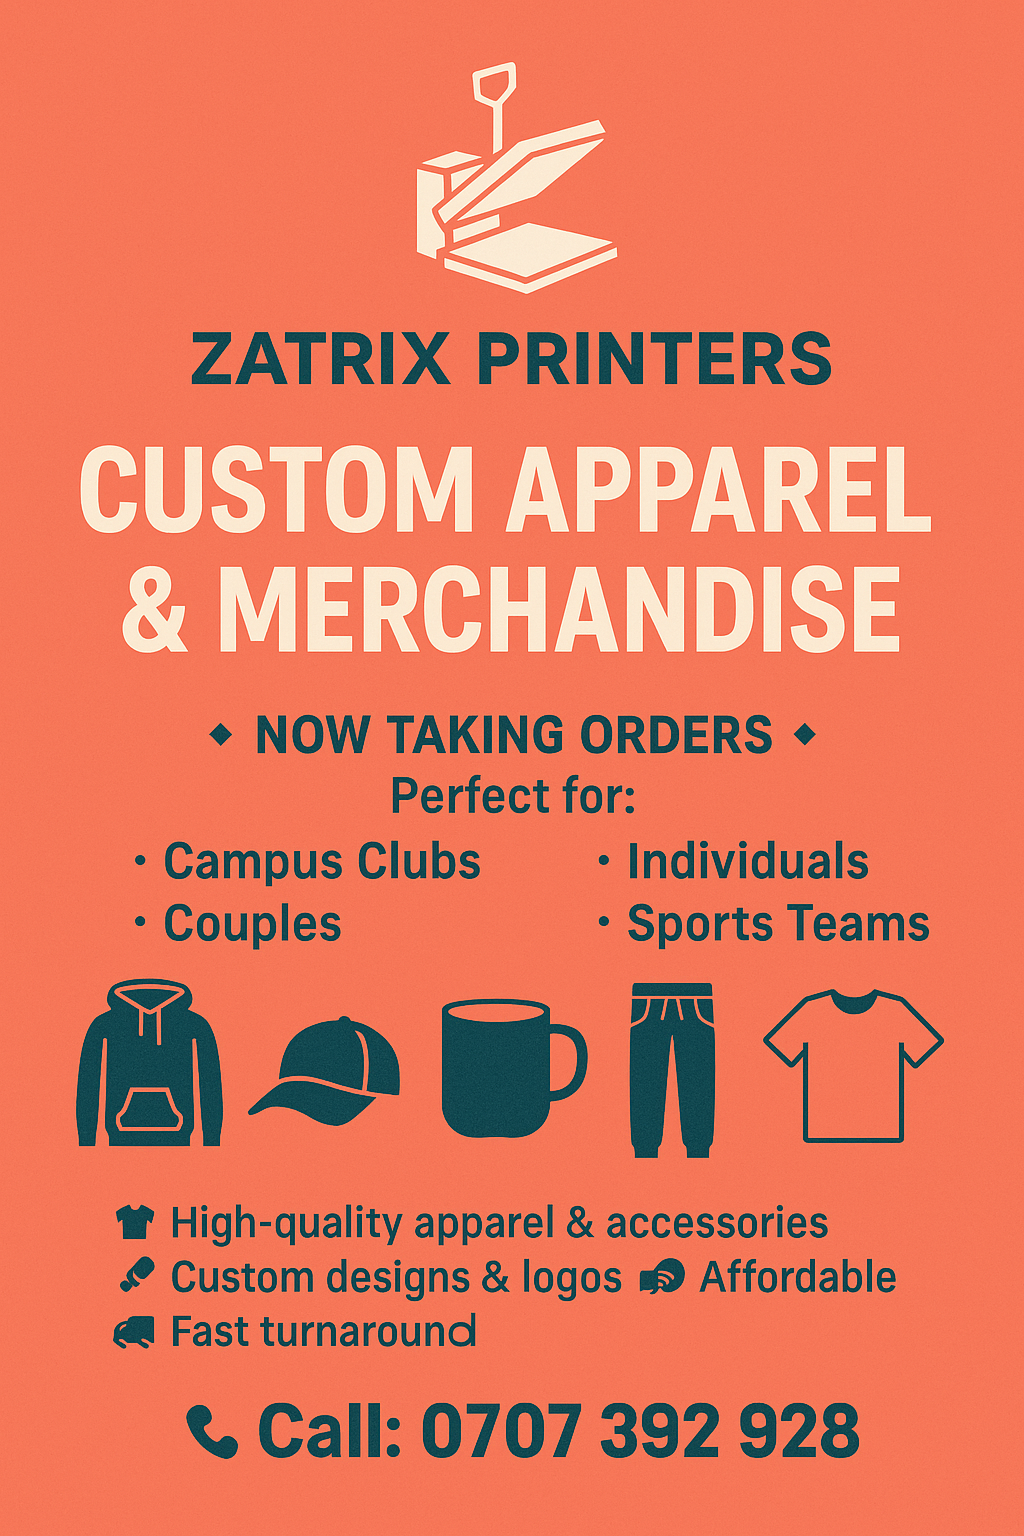 ZATRIX PRINTERS
CUSTOM APPAREL
& MERCHANDISE
◆ NOW TAKING ORDERS ◆
Perfect for:
• Campus Clubs
• Individuals
• Couples
• Sports Teams
High-quality apparel & accessories
Custom designs & logos Affordable
Fast turnaround
Call: 0707 392 928